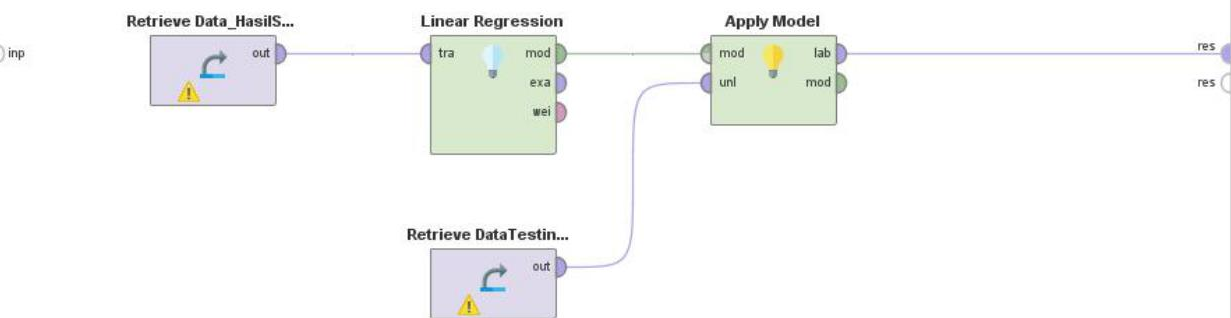 Retrieve Data_HasilS...
Linear Regression
Apply Model
inp
out
tra
mod
exa
wei
mod
lab
unl
mod
res
res
Retrieve DataTestin...
out